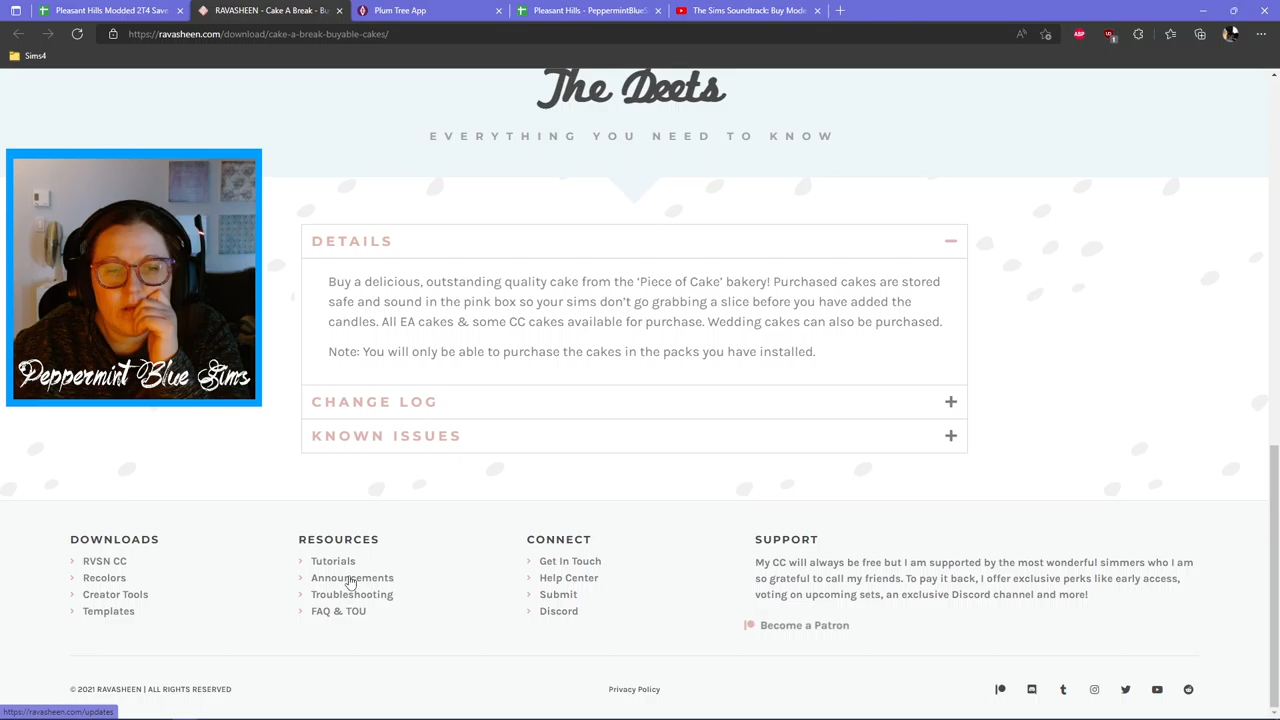 Pleasant Hills Modded 2T4 Save
RAVASHEEN - Cake A Break - Bu
Plum Tree App
Pleasant Hills - PeppermintBlueS
The Sims Soundtrack: Buy Mode
https://ravasheen.com/download/cake-a-break-buyable-cakes/
Sims4
The Deets
EVERYTHING YOU NEED TO KNOW
Peppermint Blue Sims
DETAILS
Buy a delicious, outstanding quality cake from the ‘Piece of Cake’ bakery! Purchased cakes are stored
safe and sound in the pink box so your sims don’t go grabbing a slice before you have added the
candles. All EA cakes & some CC cakes available for purchase. Wedding cakes can also be purchased.
Note: You will only be able to purchase the cakes in the packs you have installed.
CHANGE LOG
KNOWN ISSUES
DOWNLOADS
RVSN CC
Recolors
Creator Tools
Templates
RESOURCES
Tutorials
Announcements
Troubleshooting
FAQ & TOU
CONNECT
Get In Touch
Help Center
Submit
Discord
SUPPORT
My CC will always be free but I am supported by the most wonderful simmers who I am
so grateful to call my friends. To pay it back, I offer exclusive perks like early access,
voting on upcoming sets, an exclusive Discord channel and more!
Become a Patron
© 2021 RAVASHEEN | ALL RIGHTS RESERVED
Privacy Policy
https://ravasheen.com/updates